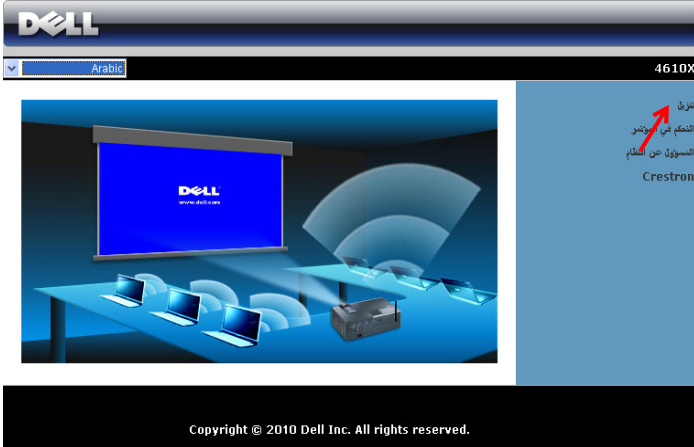 DELL
Arabic
4610X
تنزيل
التحكم في المؤتمر
المسؤول عن النظام
Crestron
DELL
www.dell.com
Copyright © 2010 Dell Inc. All rights reserved.